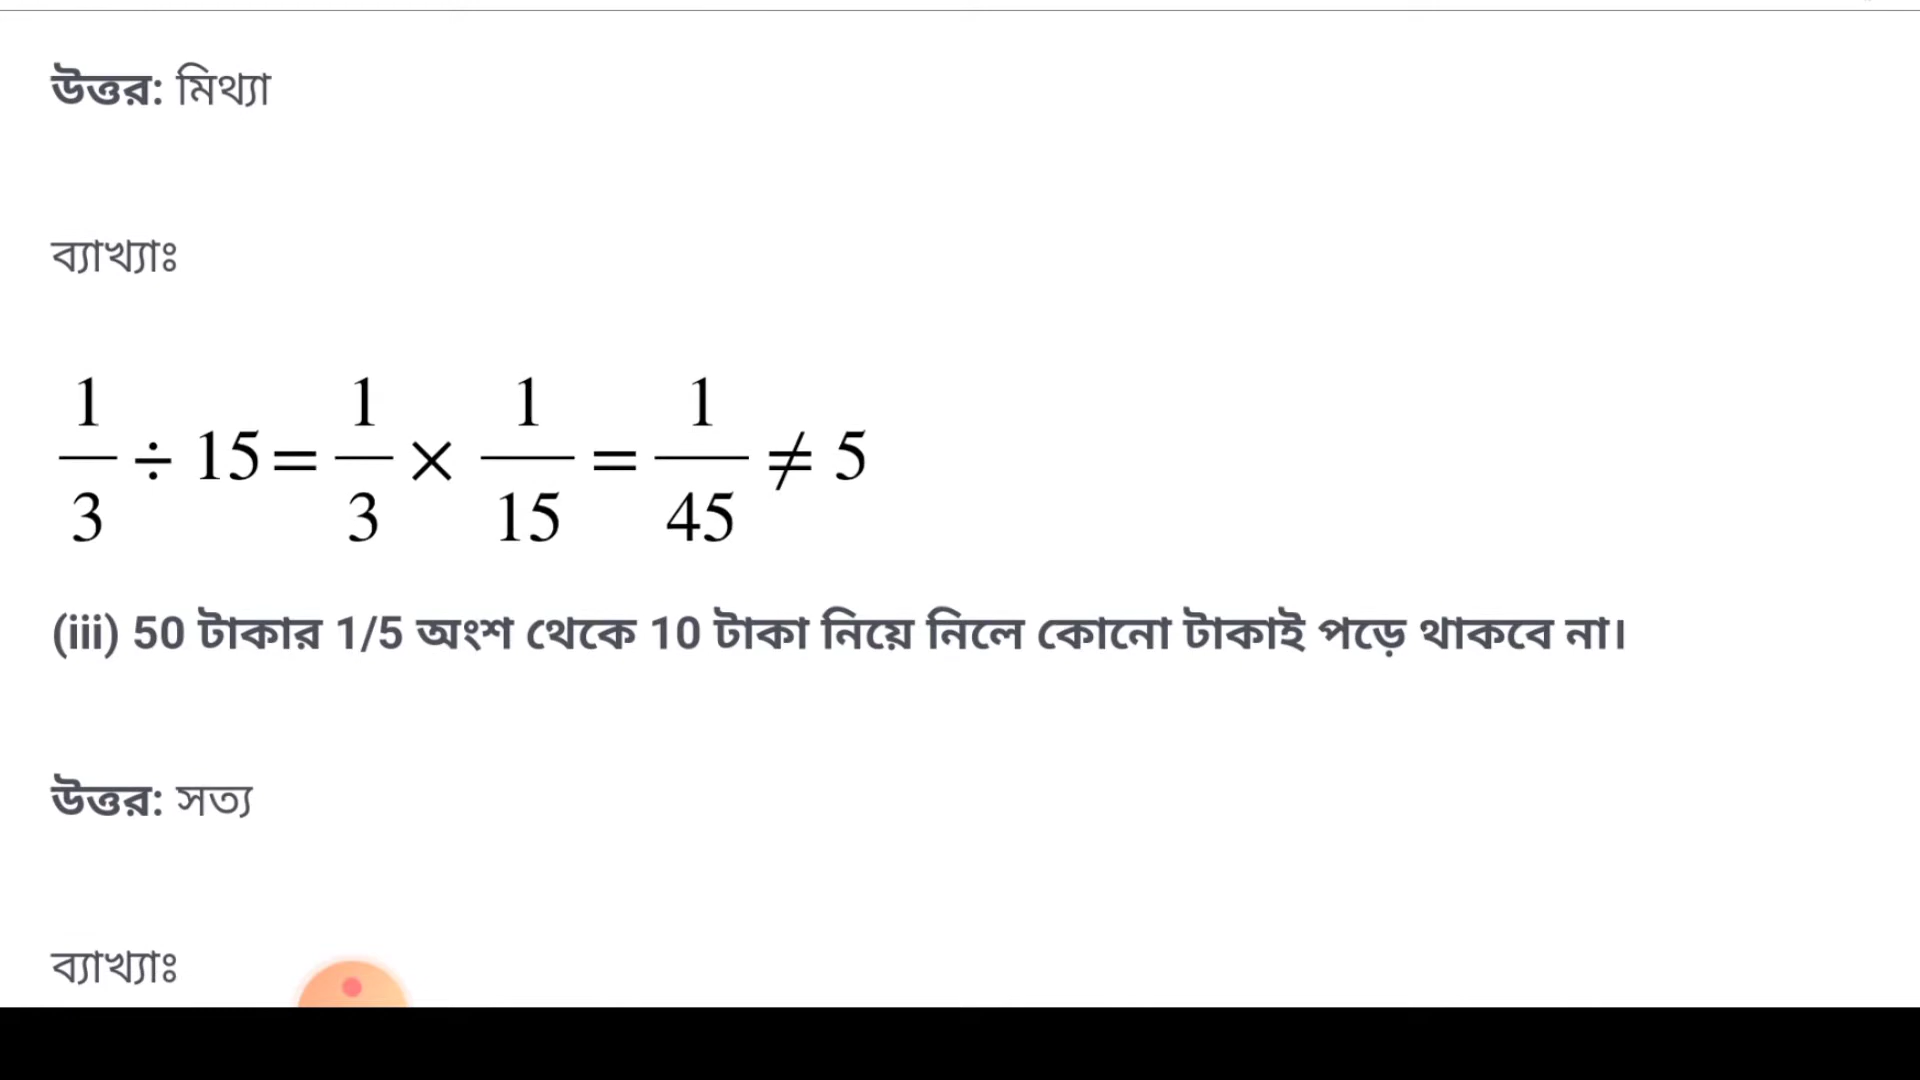 উত্তর: মিথ্যা
ব্যাখ্যাঃ
1/3 ÷ 15 = 1/3 × 1/15 = 1/45 ≠ 5
(iii) 50 টাকার 1/5 অংশ থেকে 10 টাকা নিয়ে নিলে কোনো টাকাই পড়ে থাকবে না।
উত্তর: সত্য
ব্যাখ্যাঃ